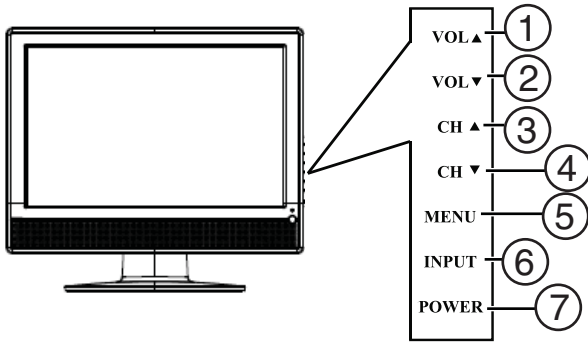 VOL▲ 1
VOL▼ 2
CH ▲ 3
CH ▼ 4
MENU 5
INPUT 6
POWER 7